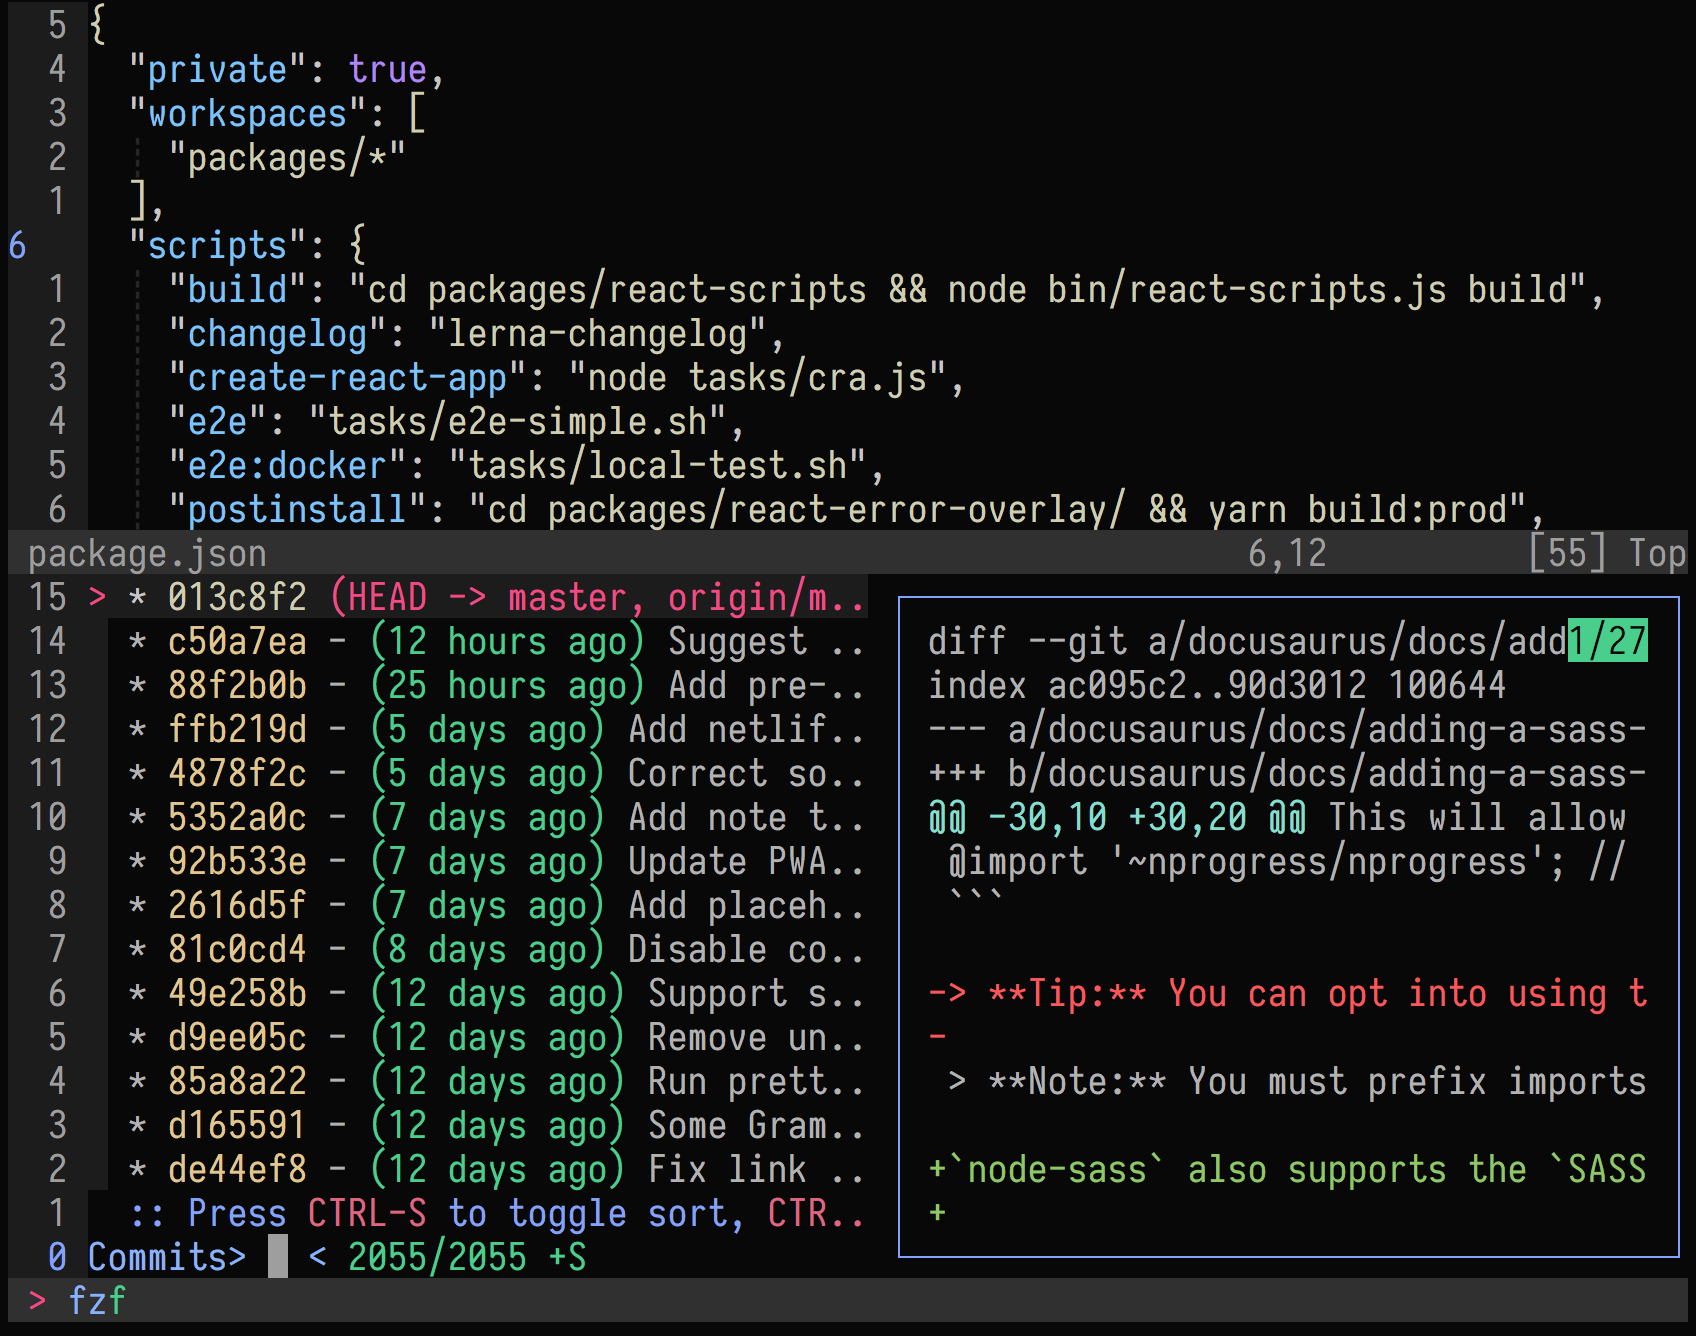 5 {
4   "private": true,
3   "workspaces": [
2     "packages/*"
1   ],
6   "scripts": {
1     "build": "cd packages/react-scripts && node bin/react-scripts.js build",
2     "changelog": "lerna-changelog",
3     "create-react-app": "node tasks/cra.js",
4     "e2e": "tasks/e2e-simple.sh",
5     "e2e:docker": "tasks/local-test.sh",
6     "postinstall": "cd packages/react-error-overlay/ && yarn build:prod",
package.json 6,12 [55] Top
15 > * 013c8f2 (HEAD -> master, origin/m..
14   * c50a7ea - (12 hours ago) Suggest ..
13   * 88f2b0b - (25 hours ago) Add pre-..
12   * ffb219d - (5 days ago) Add netlif..
11   * 4878f2c - (5 days ago) Correct so..
10   * 5352a0c - (7 days ago) Add note t..
9   * 92b533e - (7 days ago) Update PWA..
8   * 2616d5f - (7 days ago) Add placeh..
7   * 81c0cd4 - (8 days ago) Disable co..
6   * 49e258b - (12 days ago) Support s..
5   * d9ee05c - (12 days ago) Remove un..
4   * 85a8a22 - (12 days ago) Run prett..
3   * d165591 - (12 days ago) Some Gram..
2   * de44ef8 - (12 days ago) Fix link ..
1   :: Press CTRL-S to toggle sort, CTR..
0 Commits>   < 2055/2055 +S
diff --git a/docusaurus/docs/add1/27
index ac095c2..90d3012 100644
--- a/docusaurus/docs/adding-a-sass-
+++ b/docusaurus/docs/adding-a-sass-
@@ -30,10 +30,20 @@ This will allow
 @import '~nprogress/nprogress'; //
 ```
-> **Tip:** You can opt into using t
-
 > **Note:** You must prefix imports
+`node-sass` also supports the `SASS
+
> fzf